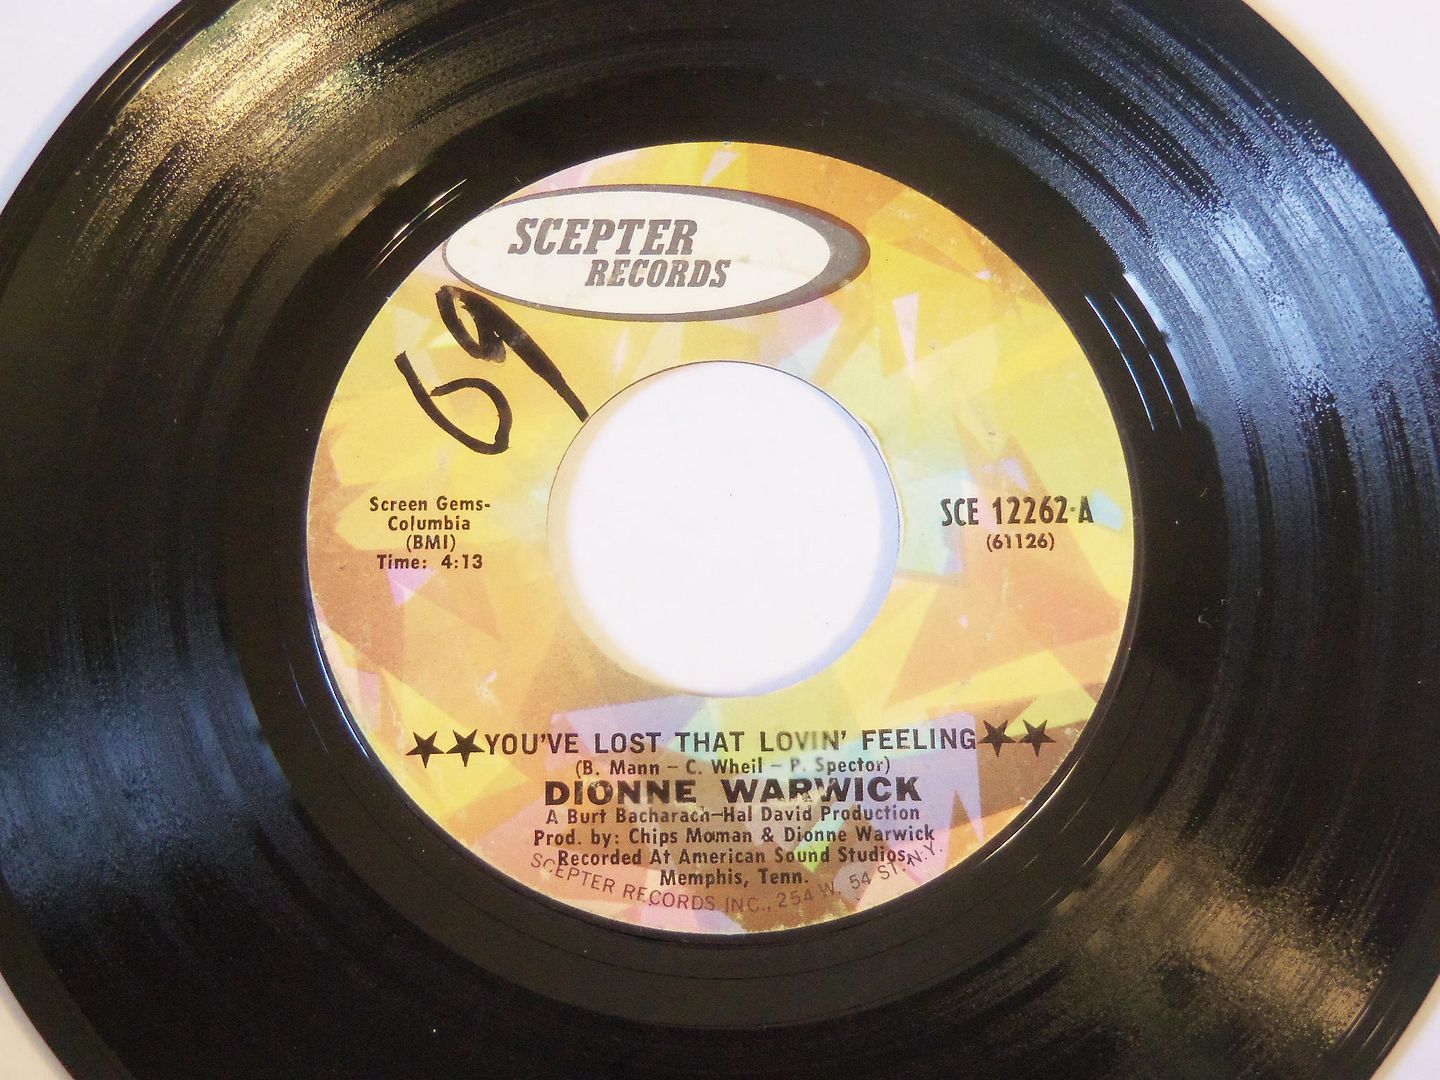 SCEPTER
RECORDS
69
Screen Gems-
Columbia
(BMI)
Time: 4:13
SCE 12262-A
(61126)
★★YOU'VE LOST THAT LOVIN' FEELING★★
(B. Mann – C. Wheil – P. Spector)
DIONNE WARWICK
A Burt Bacharach–Hal David Production
Prod. by: Chips Moman & Dionne Warwick
Recorded At American Sound Studios,
Memphis, Tenn.
SCEPTER RECORDS INC., 254 W. 54 ST. N.Y.